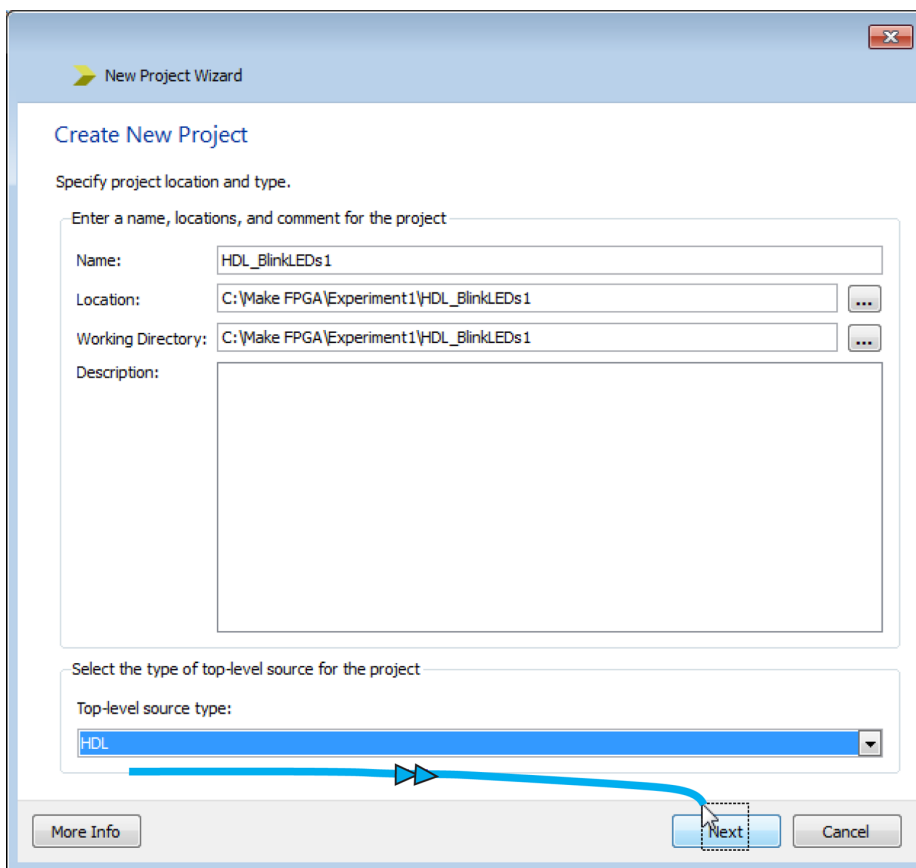 New Project Wizard
Create New Project
Specify project location and type.
Enter a name, locations, and comment for the project
Name: HDL_BlinkLEDs1
Location: C:\Make FPGA\Experiment1\HDL_BlinkLEDs1 ...
Working Directory: C:\Make FPGA\Experiment1\HDL_BlinkLEDs1 ...
Description:
Select the type of top-level source for the project
Top-level source type:
HDL
More Info Next Cancel